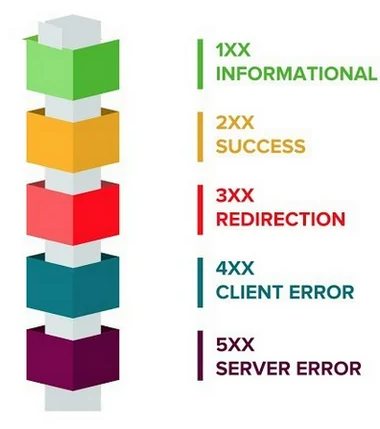 1XX
INFORMATIONAL
2XX
SUCCESS
3XX
REDIRECTION
4XX
CLIENT ERROR
5XX
SERVER ERROR